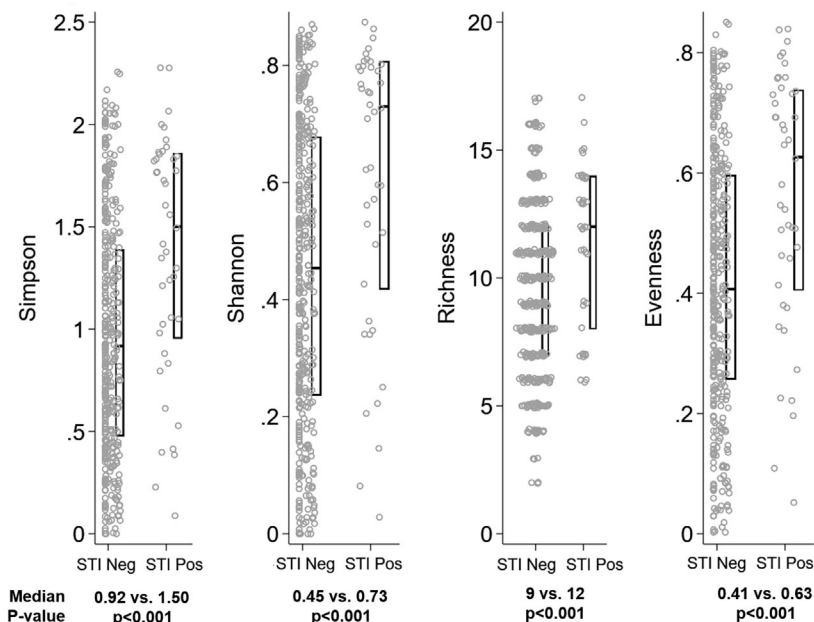 Simpson
2.5
2
1.5
1
.5
0
STI Neg STI Pos
Shannon
.8
.6
.4
.2
0
STI Neg STI Pos
Richness
20
15
10
5
0
STI Neg STI Pos
Evenness
.8
.6
.4
.2
0
STI Neg STI Pos
Median 0.92 vs. 1.50 0.45 vs. 0.73 9 vs. 12 0.41 vs. 0.63
P-value p<0.001 p<0.001 p<0.001 p<0.001